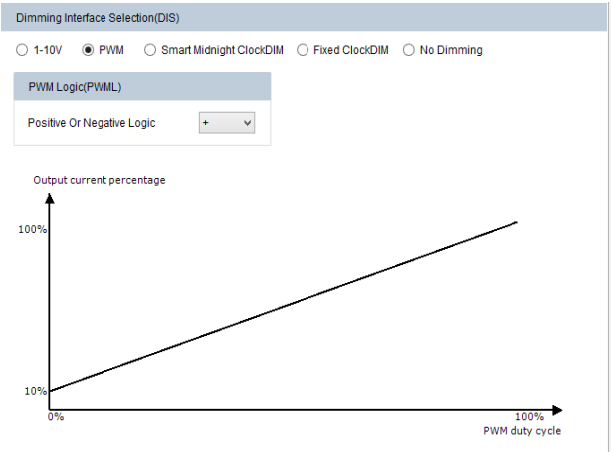 Dimming Interface Selection(DIS)
1-10V PWM Smart Midnight ClockDIM Fixed ClockDIM No Dimming
PWM Logic(PWML)
Positive Or Negative Logic +
Output current percentage
100%
10%
0% 100%
PWM duty cycle